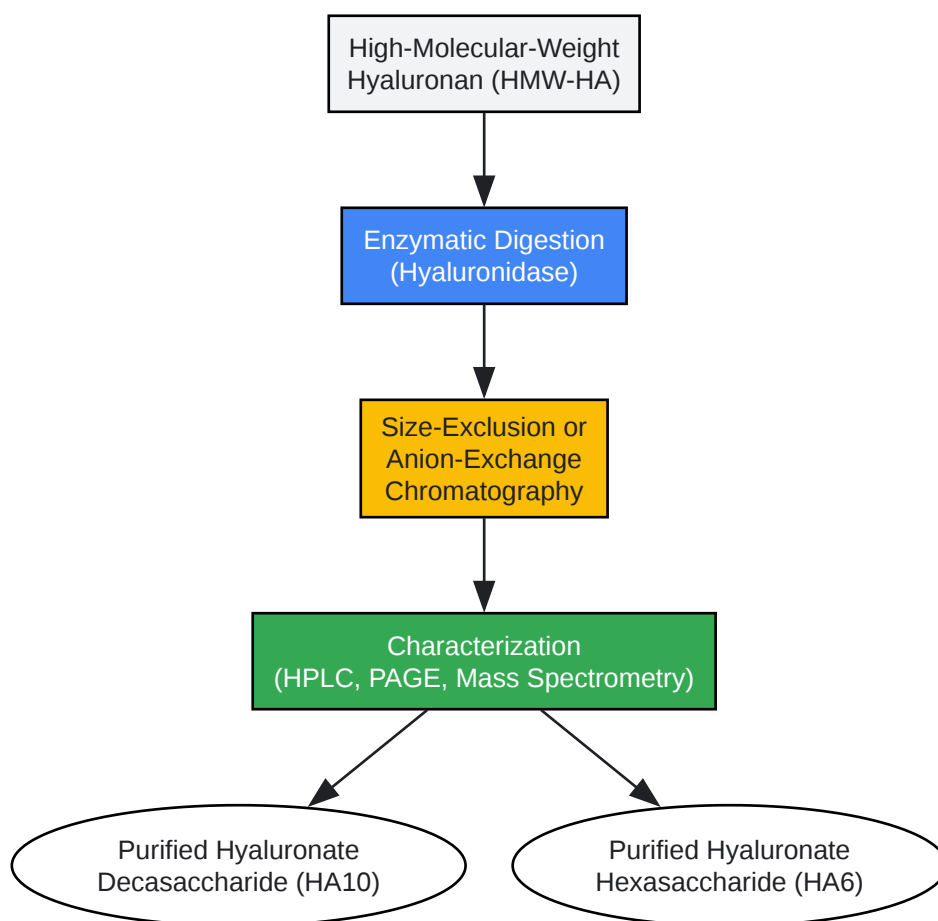 High-Molecular-Weight
Hyaluronan (HMW-HA)
Enzymatic Digestion
(Hyaluronidase)
Size-Exclusion or
Anion-Exchange
Chromatography
Characterization
(HPLC, PAGE, Mass Spectrometry)
Purified Hyaluronate
Decasaccharide (HA10)
Purified Hyaluronate
Hexasaccharide (HA6)